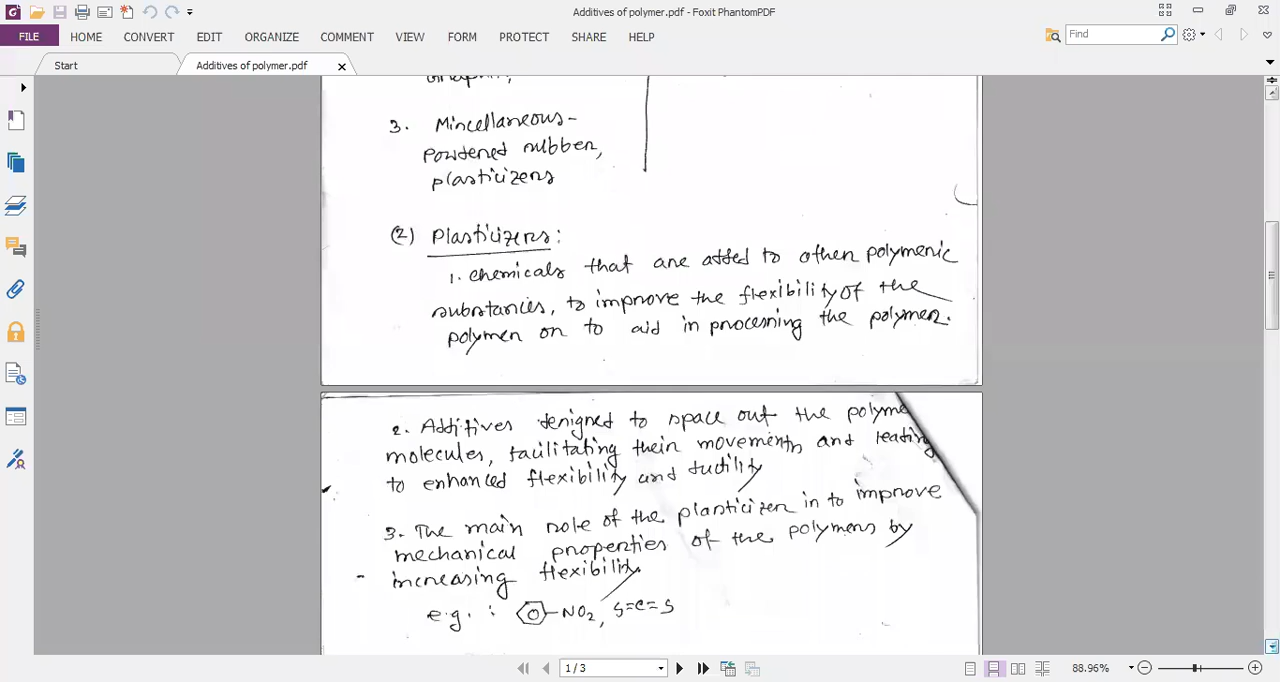 Additives of polymer.pdf - Foxit PhantomPDF
FILE HOME CONVERT EDIT ORGANIZE COMMENT VIEW FORM PROTECT SHARE HELP
Find
Start
Additives of polymer.pdf
3. Mincellaneous-
Powdered rubber,
plasticizers
(2) Plasticizers:
1. Chemicals that are added to other polymeric
substances, to improve the flexibility of the
polymer or to aid in processing the polymer.
2. Additives designed to space out the polyme
molecules, facilitating their movements and leading
to enhanced flexibility and ductility
3. The main role of the plasticizer is to improve
mechanical properties of the polymers by
increasing flexibility.
e.g. : -NO2, S=C=S
1 / 3
88.96%